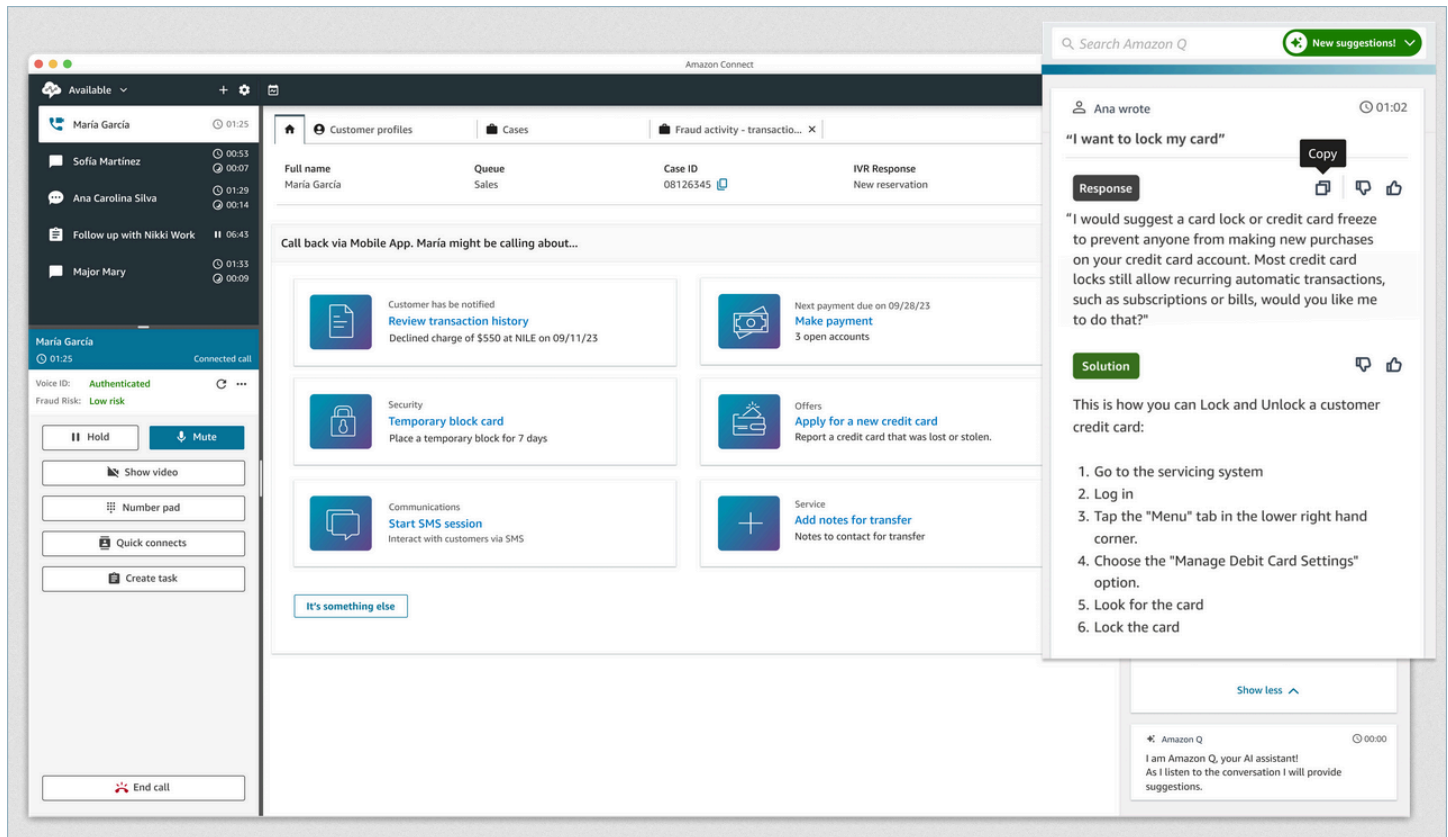 Amazon Connect
Available
María García 01:25
Sofía Martínez 00:53
00:07
Ana Carolina Silva 01:29
00:14
Follow up with Nikki Work 06:43
Major Mary 01:33
00:09
María García
01:25 Connected call
Voice ID: Authenticated
Fraud Risk: Low risk
Hold Mute
Show video
Number pad
Quick connects
Create task
End call
Customer profiles Cases Fraud activity - transactio...
Full name Queue Case ID IVR Response
María García Sales 08126345 New reservation
Call back via Mobile App. María might be calling about...
Customer has be notified
Review transaction history
Declined charge of $550 at NILE on 09/11/23
Next payment due on 09/28/23
Make payment
3 open accounts
Security
Temporary block card
Place a temporary block for 7 days
Offers
Apply for a new credit card
Report a credit card that was lost or stolen.
Communications
Start SMS session
Interact with customers via SMS
Service
Add notes for transfer
Notes to contact for transfer
It's something else
Search Amazon Q New suggestions!
Ana wrote 01:02
“I want to lock my card”
Copy
Response
“I would suggest a card lock or credit card freeze
to prevent anyone from making new purchases
on your credit card account. Most credit card
locks still allow recurring automatic transactions,
such as subscriptions or bills, would you like me
to do that?"
Solution
This is how you can Lock and Unlock a customer
credit card:
1. Go to the servicing system
2. Log in
3. Tap the "Menu" tab in the lower right hand
corner.
4. Choose the "Manage Debit Card Settings"
option.
5. Look for the card
6. Lock the card
Show less
Amazon Q 00:00
I am Amazon Q, your AI assistant!
As I listen to the conversation I will provide
suggestions.